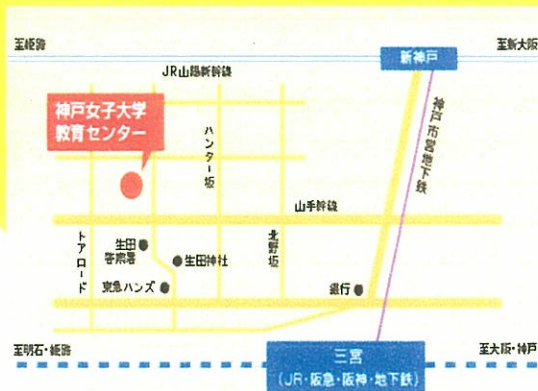 至姫路
新神戸
至新大阪
JR山陽新幹線
神戸女子大学
教育センター
ハンター坂
神戸市営地下鉄
山手幹線
トアロード
生田
警察署
生田神社
北野坂
東急ハンズ
銀行
至明石・姫路
三宮
(JR・阪急・阪神・地下鉄)
至大阪・神戸